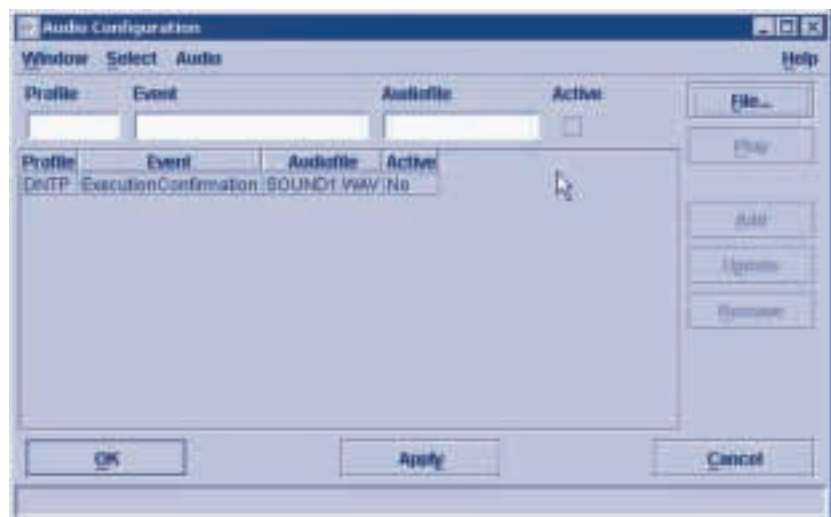 Audio Configuration
Window Select Audio Help
Profile Event Audiofile Active
File...
Play
Profile Event Audiofile Active
DNTP ExecutionConfirmation SOUND1.WAV No
Add
Update
Remove
OK Apply Cancel